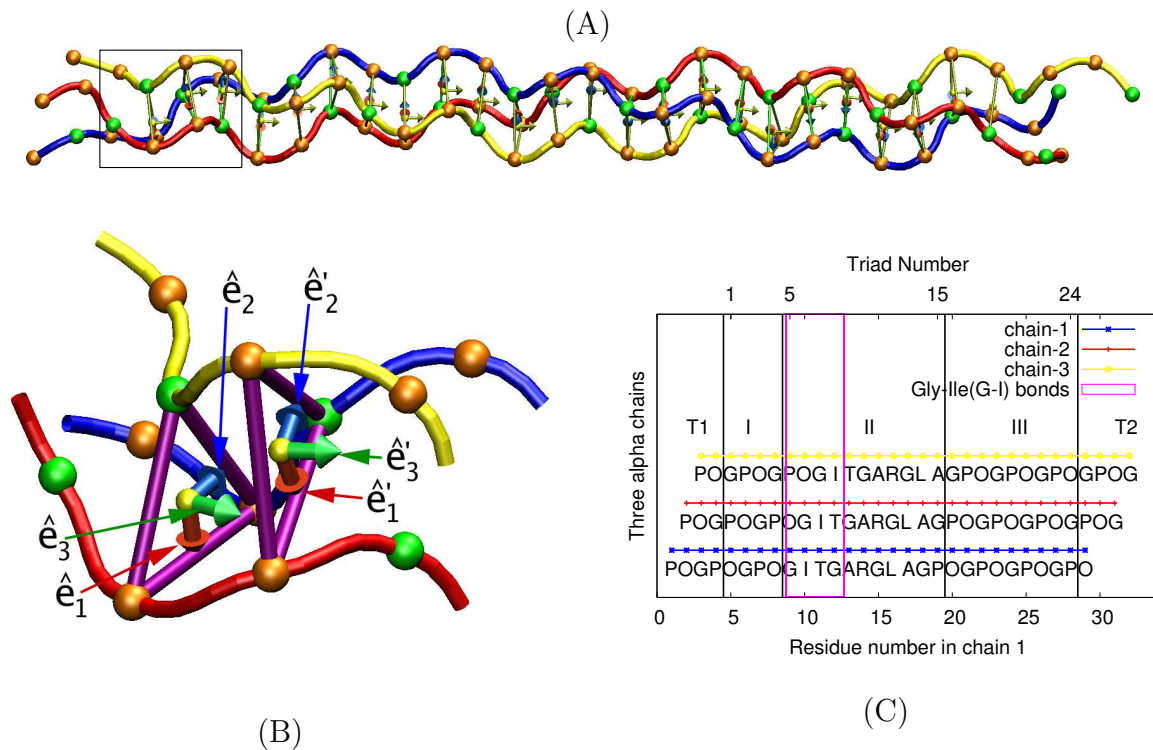 (A)
ê₂
ê'₂
ê₃
ê₁
ê'₃
ê'₁
(B)
Triad Number
1 5 15 24
chain-1
chain-2
chain-3
Gly-Ile(G-I) bonds
T1 I II III T2
POGPOGPOG I TGARGL AGPOGPOGPOGPOG
POGPOGPOG I TGARGLAGPOGPOGPOGPOG
POGPOGPOG I TGARGL AGPOGPOGPOGPO
Three alpha chains
0 5 10 15 20 25 30
Residue number in chain 1
(C)